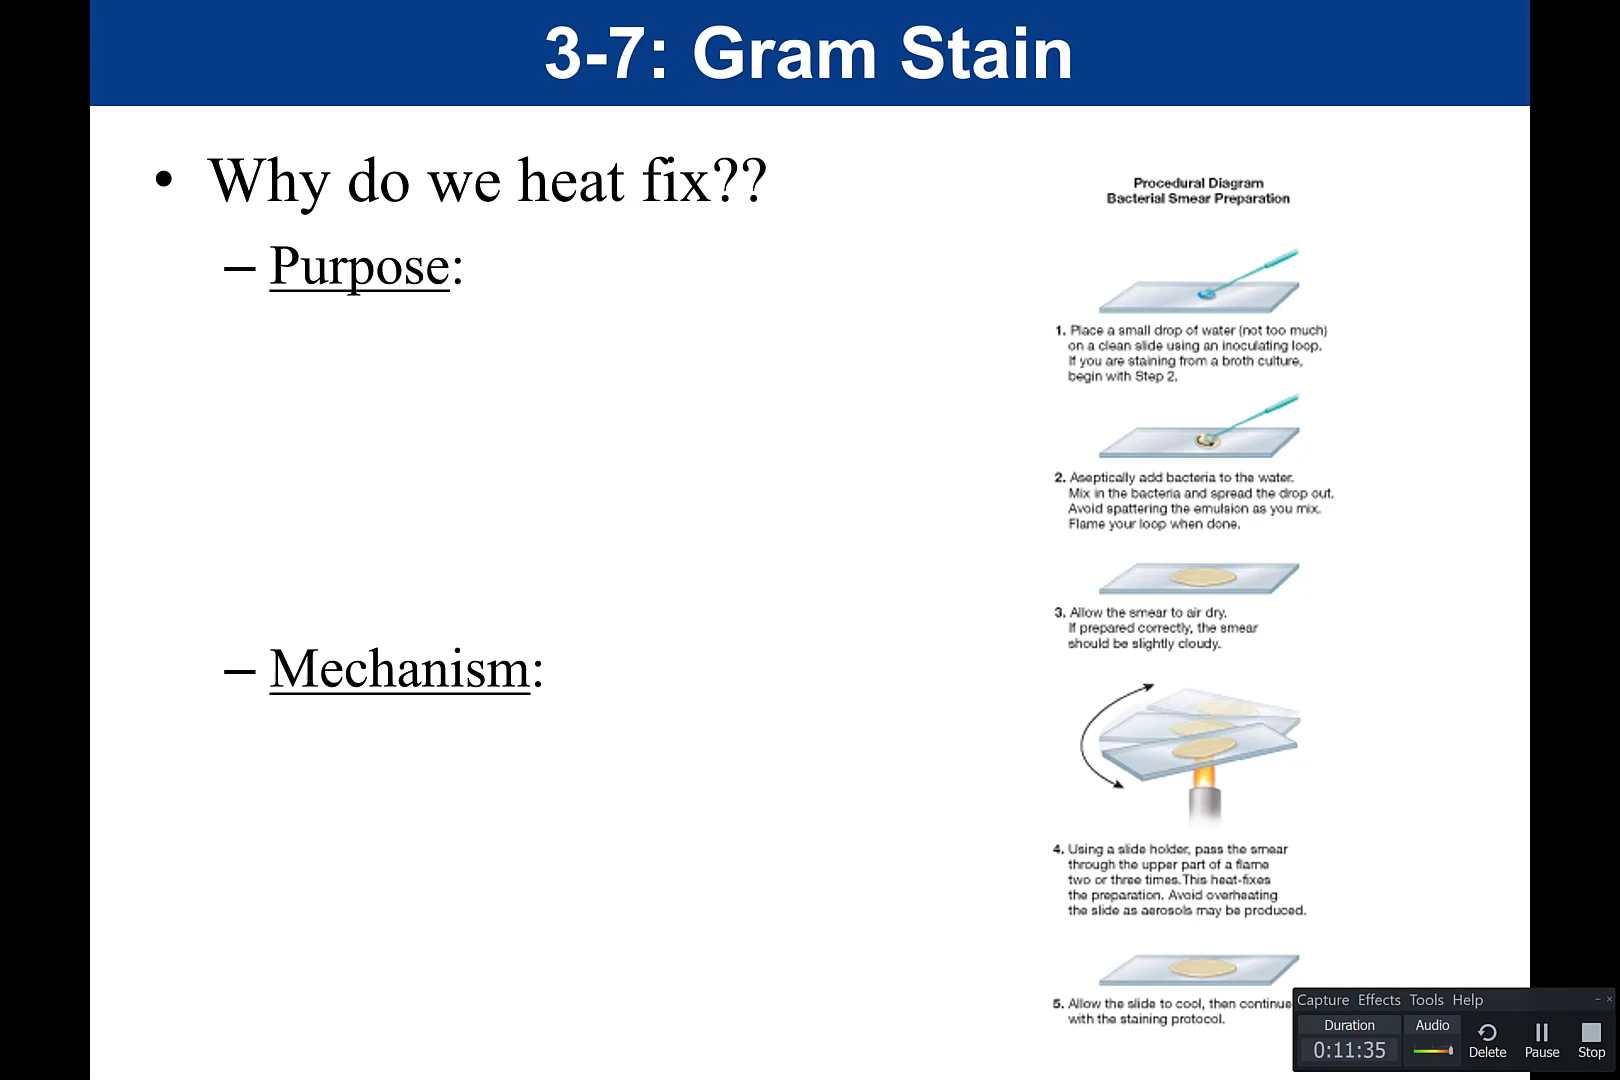 3-7: Gram Stain
• Why do we heat fix??
– Purpose:
– Mechanism:
Procedural Diagram
Bacterial Smear Preparation
1. Place a small drop of water (not too much)
on a clean slide using an inoculating loop.
If you are staining from a broth culture,
begin with Step 2.
2. Aseptically add bacteria to the water.
Mix in the bacteria and spread the drop out.
Avoid spattering the emulsion as you mix.
Flame your loop when done.
3. Allow the smear to air dry.
If prepared correctly, the smear
should be slightly cloudy.
4. Using a slide holder, pass the smear
through the upper part of a flame
two or three times. This heat-fixes
the preparation. Avoid overheating
the slide as aerosols may be produced.
5. Allow the slide to cool, then continue
with the staining protocol.
Capture Effects Tools Help
Duration Audio
0:11:35 Delete Pause Stop